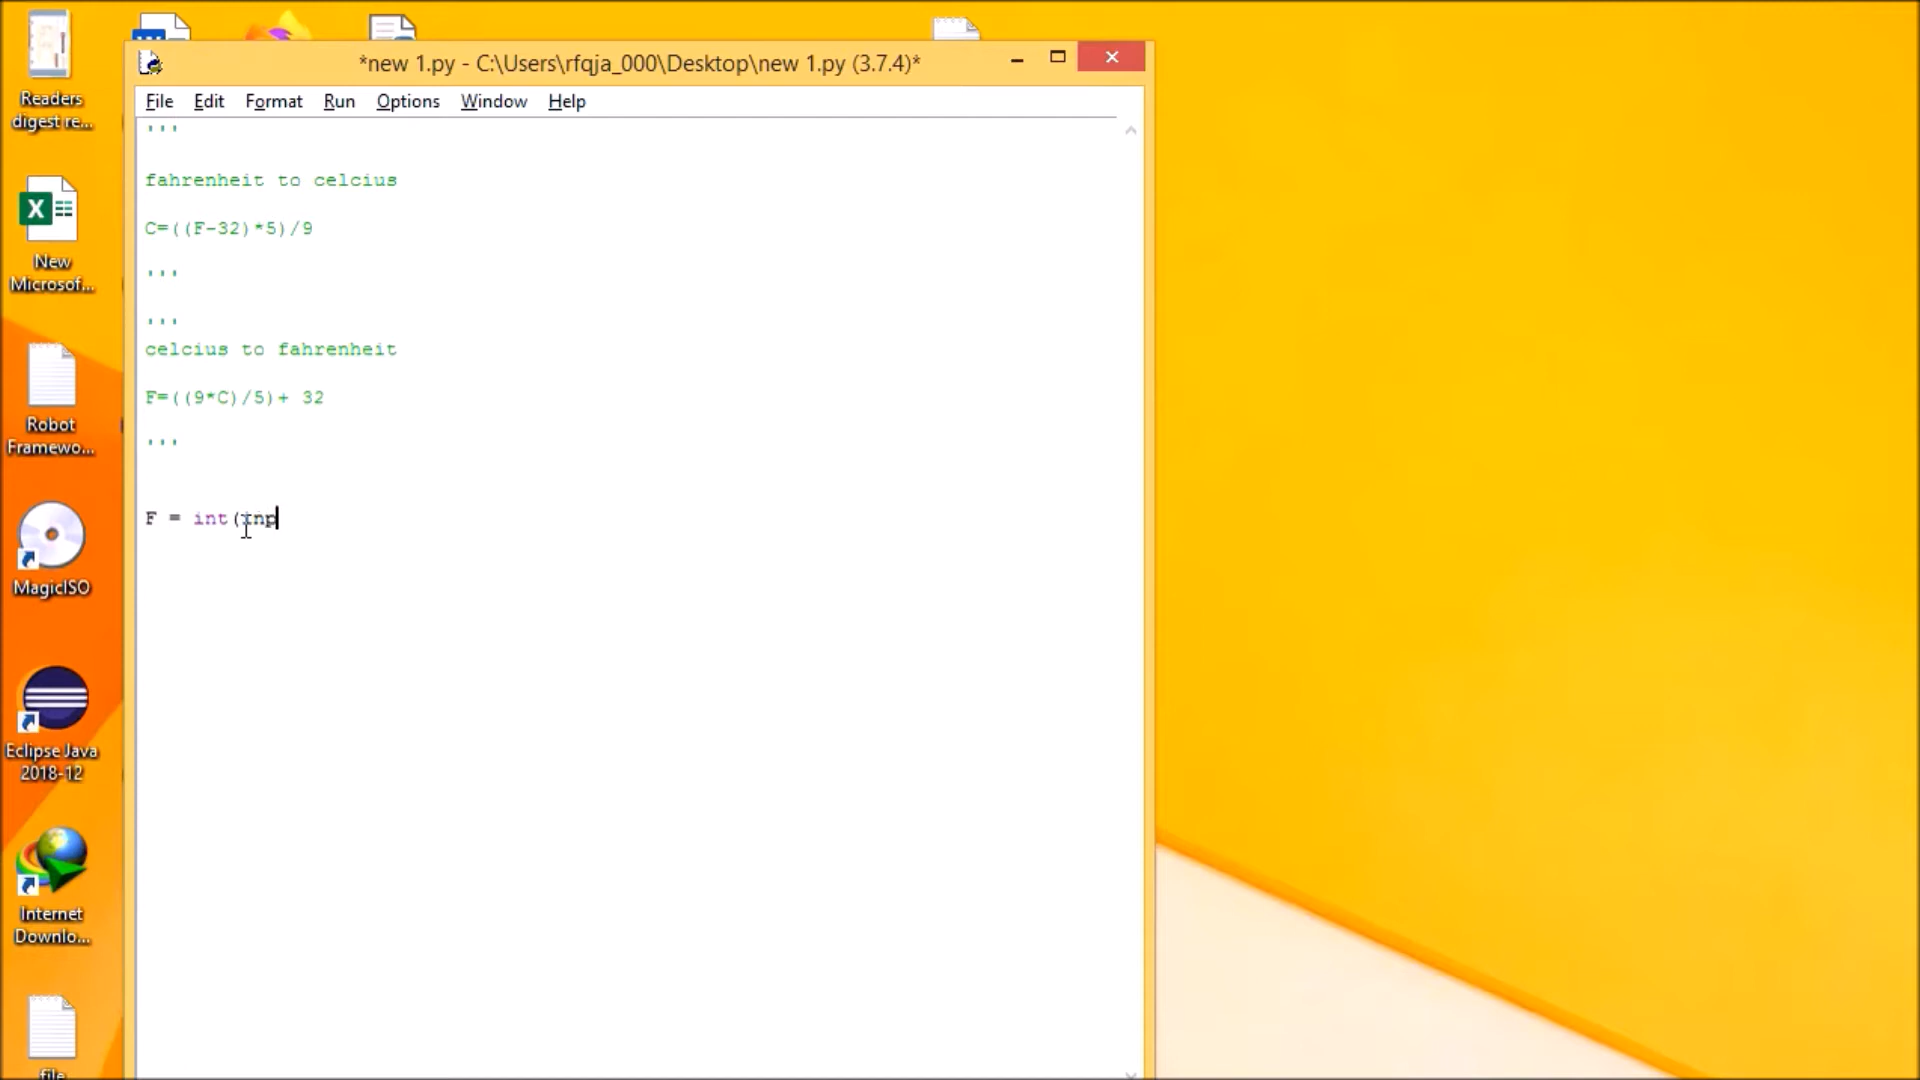 *new 1.py - C:\Users\rfqja_000\Desktop\new 1.py (3.7.4)*
File Edit Format Run Options Window Help
'''
fahrenheit to celcius
C=((F-32)*5)/9
'''
'''
celcius to fahrenheit
F=((9*C)/5)+ 32
'''
F = int(inp
Readers
digest re...
New
Microsof...
Robot
Framewo...
MagicISO
Eclipse Java
2018-12
Internet
Downlo...
file